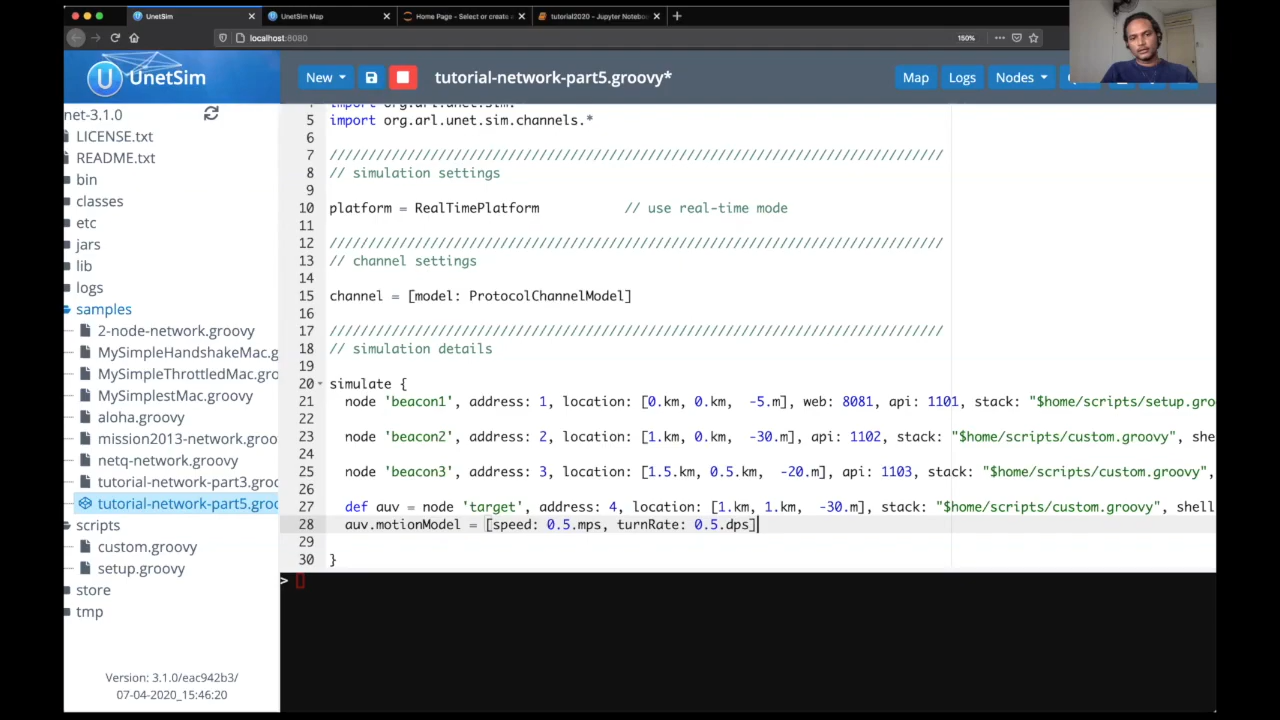 UnetSim
UnetSim Map
Home Page - Select or create
tutorial2020 - Jupyter Notebo
localhost:8080
150%
UnetSim
New
tutorial-network-part5.groovy*
Map
Logs
Nodes
net-3.1.0
LICENSE.txt
README.txt
bin
classes
etc
jars
lib
logs
samples
2-node-network.groovy
MySimpleHandshakeMac.g
MySimpleThrottledMac.gro
MySimplestMac.groovy
aloha.groovy
mission2013-network.groo
netq-network.groovy
tutorial-network-part3.groo
tutorial-network-part5.groo
scripts
custom.groovy
setup.groovy
store
tmp
Version: 3.1.0/eac942b3/
07-04-2020_15:46:20
4 import org.arl.unet.sim.*
5 import org.arl.unet.sim.channels.*
6
7 ////////////////////////////////////////////////////////////////////////////////
8 // simulation settings
9
10 platform = RealTimePlatform // use real-time mode
11
12 ////////////////////////////////////////////////////////////////////////////////
13 // channel settings
14
15 channel = [model: ProtocolChannelModel]
16
17 ////////////////////////////////////////////////////////////////////////////////
18 // simulation details
19
20 simulate {
21 node 'beacon1', address: 1, location: [0.km, 0.km, -5.m], web: 8081, api: 1101, stack: "$home/scripts/setup.gro
22
23 node 'beacon2', address: 2, location: [1.km, 0.km, -30.m], api: 1102, stack: "$home/scripts/custom.groovy", she
24
25 node 'beacon3', address: 3, location: [1.5.km, 0.5.km, -20.m], api: 1103, stack: "$home/scripts/custom.groovy",
26
27 def auv = node 'target', address: 4, location: [1.km, 1.km, -30.m], stack: "$home/scripts/custom.groovy", shell
28 auv.motionModel = [speed: 0.5.mps, turnRate: 0.5.dps]
29
30 }
>